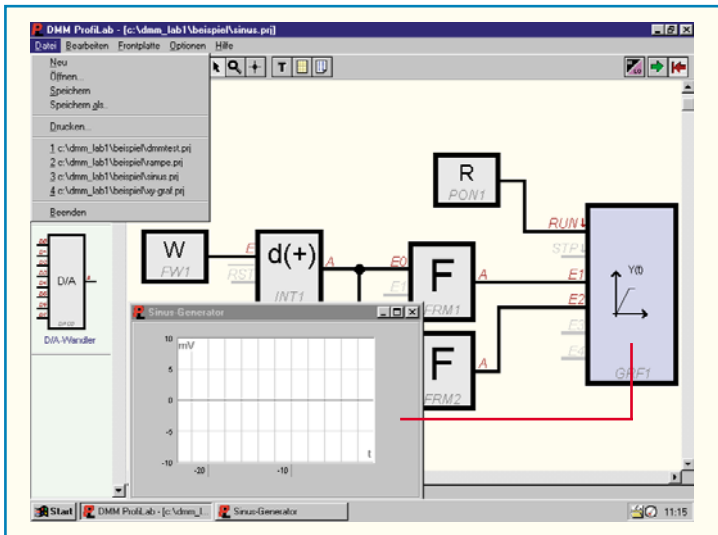 DMM ProfiLab - [c:\dmm_lab1\beispiel\sinus.prj]
Datei Bearbeiten Frontplatte Optionen Hilfe
Neu
Öffnen...
Speichern
Speichern als..
Drucken...
1 c:\dmm_lab1\beispiel\dmmtest.prj
2 c:\dmm_lab1\beispiel\rampe.prj
3 c:\dmm_lab1\beispiel\sinus.prj
4 c:\dmm_lab1\beispiel\xy-graf.prj
Beenden
T
R
PON1
RUN
STP
E1
E2
E3
E4
Y(t)
GRF1
W
FW1
E
RST
d(+)
A
INT1
E0
E1
F
A
FRM1
F
A
FRM2
D/A
A
D/A-Wandler
Sinus-Generator
mV
10
5
0
-5
-10
-20
-10
t
Start
DMM ProfiLab - [c:\dmm_l...
Sinus-Generator
11:15